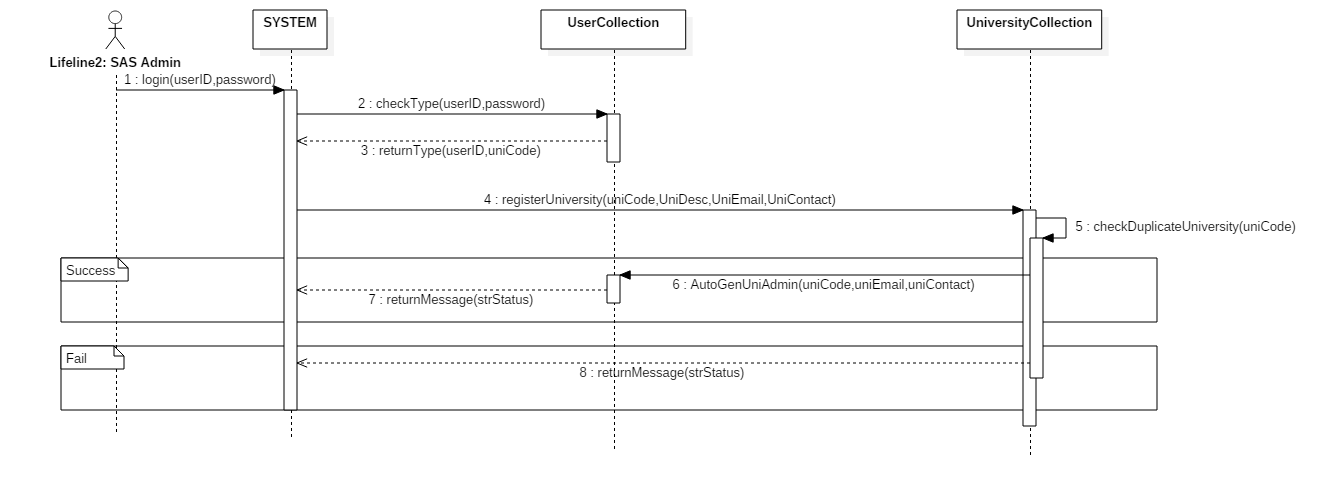 SYSTEM
UserCollection
UniversityCollection
Lifeline2: SAS Admin
1 : login(userID,password)
2 : checkType(userID,password)
3 : returnType(userID,uniCode)
4 : registerUniversity(uniCode,UniDesc,UniEmail,UniContact)
5 : checkDuplicateUniversity(uniCode)
Success
6 : AutoGenUniAdmin(uniCode,uniEmail,uniContact)
7 : returnMessage(strStatus)
Fail
8 : returnMessage(strStatus)